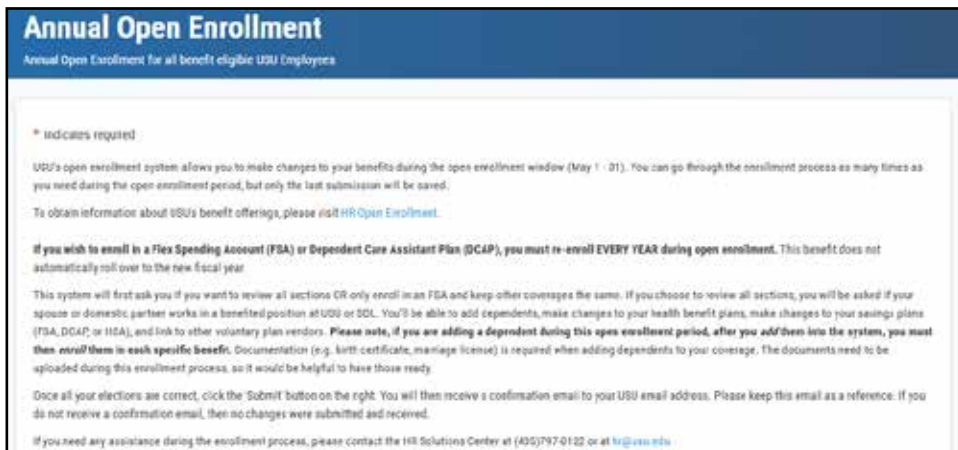 Annual Open Enrollment
Annual Open Enrollment for all benefit eligible USU Employees
* Indicates required
USU's open enrollment system allows you to make changes to your benefits during the open enrollment window (May 1 - 31). You can go through the enrollment process as many times as
you need during the open enrollment period, but only the last submission will be saved.
To obtain information about USU's benefit offerings, please visit HR Open Enrollment.
If you wish to enroll in a Flex Spending Account (FSA) or Dependent Care Assistant Plan (DCAP), you must re-enroll EVERY YEAR during open enrollment. This benefit does not
automatically roll over to the new fiscal year
This system will first ask you if you want to review all sections OR only enroll in an FSA and keep other coverages the same. If you choose to review all sections, you will be asked if your
spouse or domestic partner works in a benefited position at USU or SDL. You'll be able to add dependents, make changes to your health benefit plans, make changes to your savings plans
(FSA, DCAP, or HSA), and link to other voluntary plan vendors. Please note, if you are adding a dependent during this open enrollment period, after you add them into the system, you must
then enroll them in each specific benefit. Documentation (e.g. birth certificate, marriage license) is required when adding dependents to your coverage. The documents need to be
uploaded during this enrollment process, so it would be helpful to have those ready.
Once all your elections are correct, click the 'Submit' button on the right. You will then receive a confirmation email to your USU email address. Please keep this email as a reference. If you
do not receive a confirmation email, then no changes were submitted and received.
If you need any assistance during the enrollment process, please contact the HR Solutions Center at (435)797-0122 or at hr@usu.edu